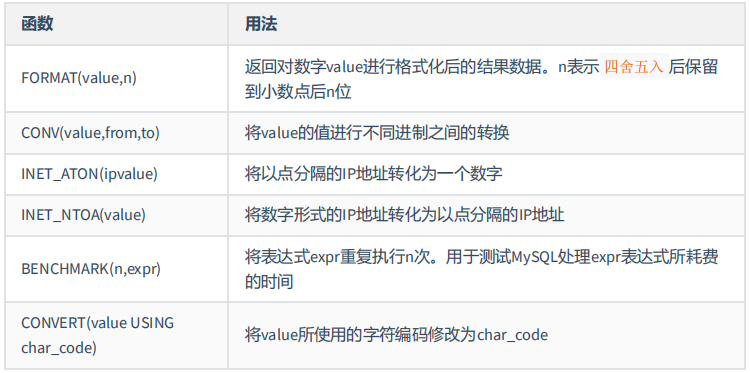 函数 用法
FORMAT(value,n) 返回对数字value进行格式化后的结果数据。n表示 四舍五入 后保留
到小数点后n位
CONV(value,from,to) 将value的值进行不同进制之间的转换
INET_ATON(ipvalue) 将以点分隔的IP地址转化为一个数字
INET_NTOA(value) 将数字形式的IP地址转化为以点分隔的IP地址
BENCHMARK(n,expr) 将表达式expr重复执行n次。用于测试MySQL处理expr表达式所耗费
的时间
CONVERT(value USING
char_code) 将value所使用的字符编码修改为char_code